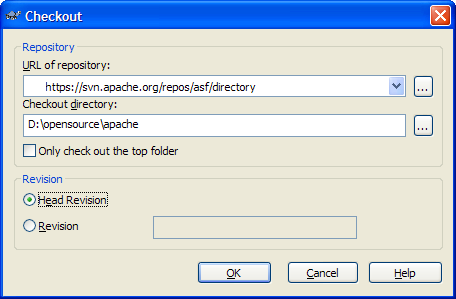 Checkout
Repository
URL of repository:
https://svn.apache.org/repos/asf/directory
...
Checkout directory:
D:\opensource\apache
...
Only check out the top folder
Revision
Head Revision
Revision
OK Cancel Help